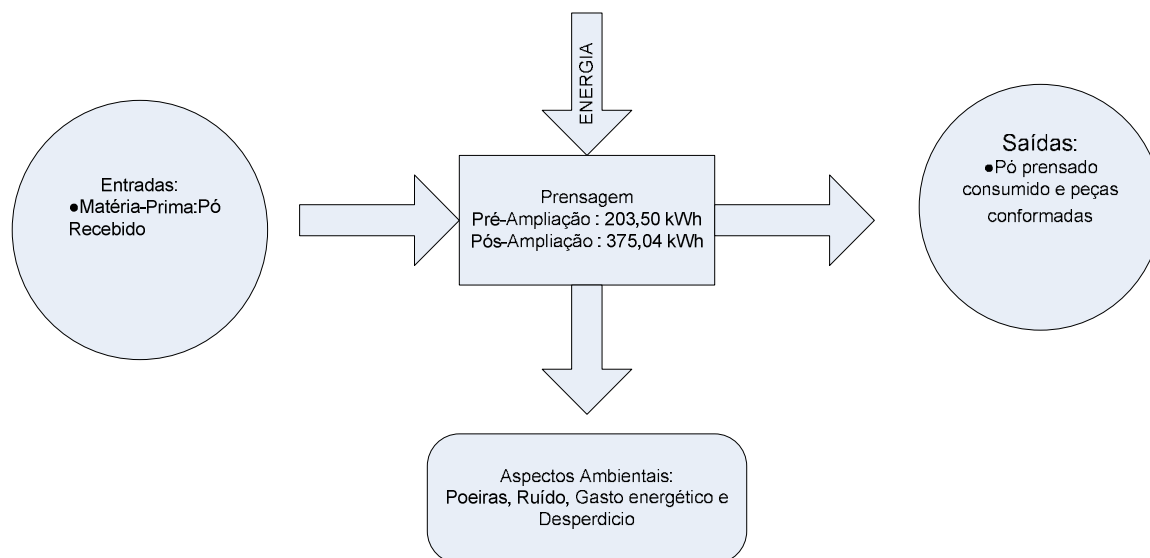 ENERGIA
Entradas:
●Matéria-Prima:Pó
Recebido
Prensagem
Pré-Ampliação : 203,50 kWh
Pós-Ampliação : 375,04 kWh
Saídas:
●Pó prensado
consumido e peças
conformadas
Aspectos Ambientais:
Poeiras, Ruído, Gasto energético e
Desperdicio